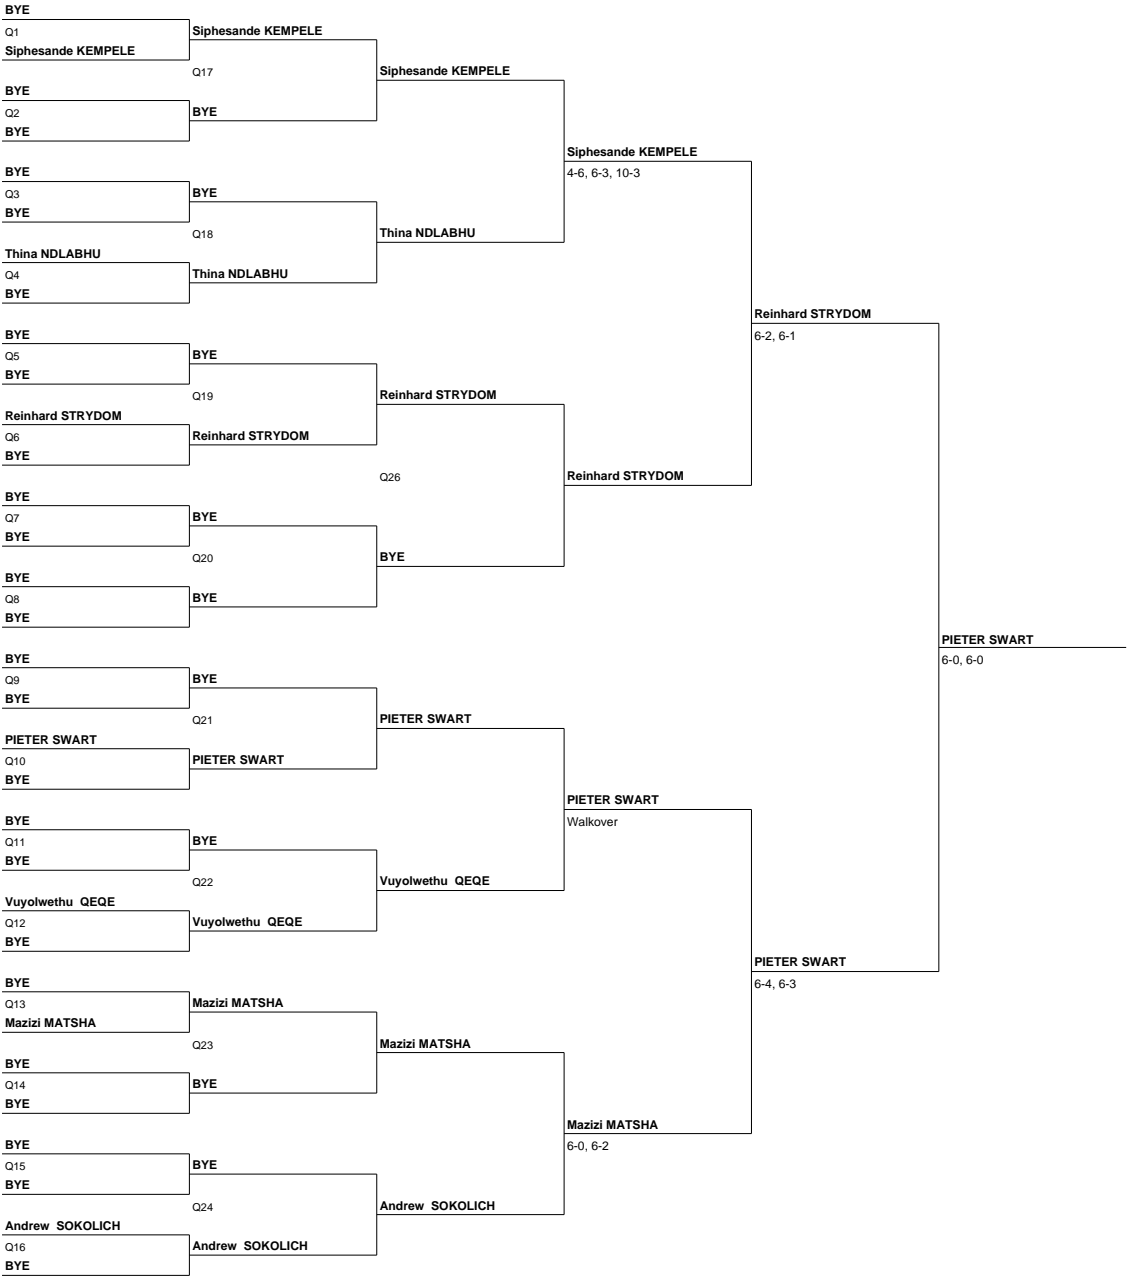 BYE
Q1
Siphesande KEMPELE
BYE
Q2
BYE
BYE
Q3
BYE
Thina NDLABHU
Q4
BYE
BYE
Q5
BYE
Reinhard STRYDOM
Q6
BYE
BYE
Q7
BYE
BYE
Q8
BYE
BYE
Q9
BYE
PIETER SWART
Q10
BYE
BYE
Q11
BYE
Vuyolwethu  QEQE
Q12
BYE
BYE
Q13
Mazizi MATSHA
BYE
Q14
BYE
BYE
Q15
BYE
Andrew  SOKOLICH
Q16
BYE
Siphesande KEMPELE
Q17
BYE
BYE
Q18
Thina NDLABHU
BYE
Q19
Reinhard STRYDOM
BYE
Q20
BYE
BYE
Q21
PIETER SWART
BYE
Q22
Vuyolwethu  QEQE
Mazizi MATSHA
Q23
BYE
BYE
Q24
Andrew  SOKOLICH
Siphesande KEMPELE
Thina NDLABHU
Reinhard STRYDOM
Q26
BYE
PIETER SWART
Vuyolwethu  QEQE
Mazizi MATSHA
Andrew  SOKOLICH
Siphesande KEMPELE
4-6, 6-3, 10-3
Reinhard STRYDOM
PIETER SWART
Walkover
Mazizi MATSHA
6-0, 6-2
Reinhard STRYDOM
6-2, 6-1
PIETER SWART
6-4, 6-3
PIETER SWART
6-0, 6-0